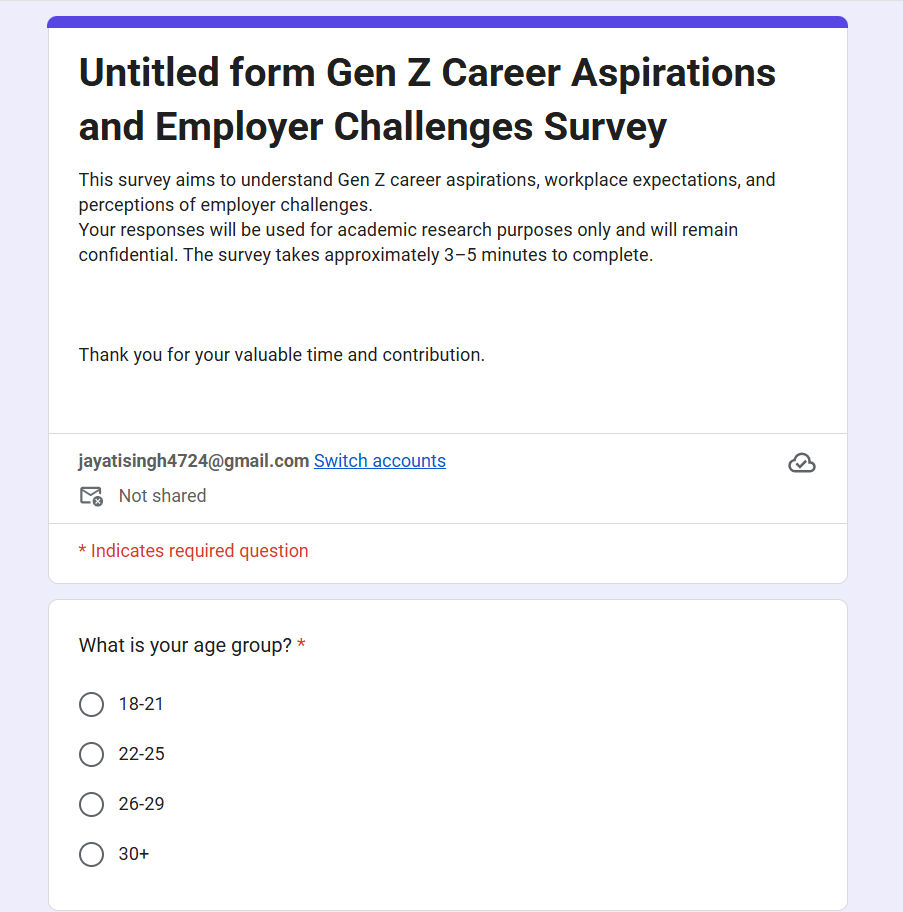 Untitled form Gen Z Career Aspirations
and Employer Challenges Survey
This survey aims to understand Gen Z career aspirations, workplace expectations, and
perceptions of employer challenges.
Your responses will be used for academic research purposes only and will remain
confidential. The survey takes approximately 3–5 minutes to complete.
Thank you for your valuable time and contribution.
jayatisingh4724@gmail.com Switch accounts
Not shared
* Indicates required question
What is your age group? *
18-21
22-25
26-29
30+